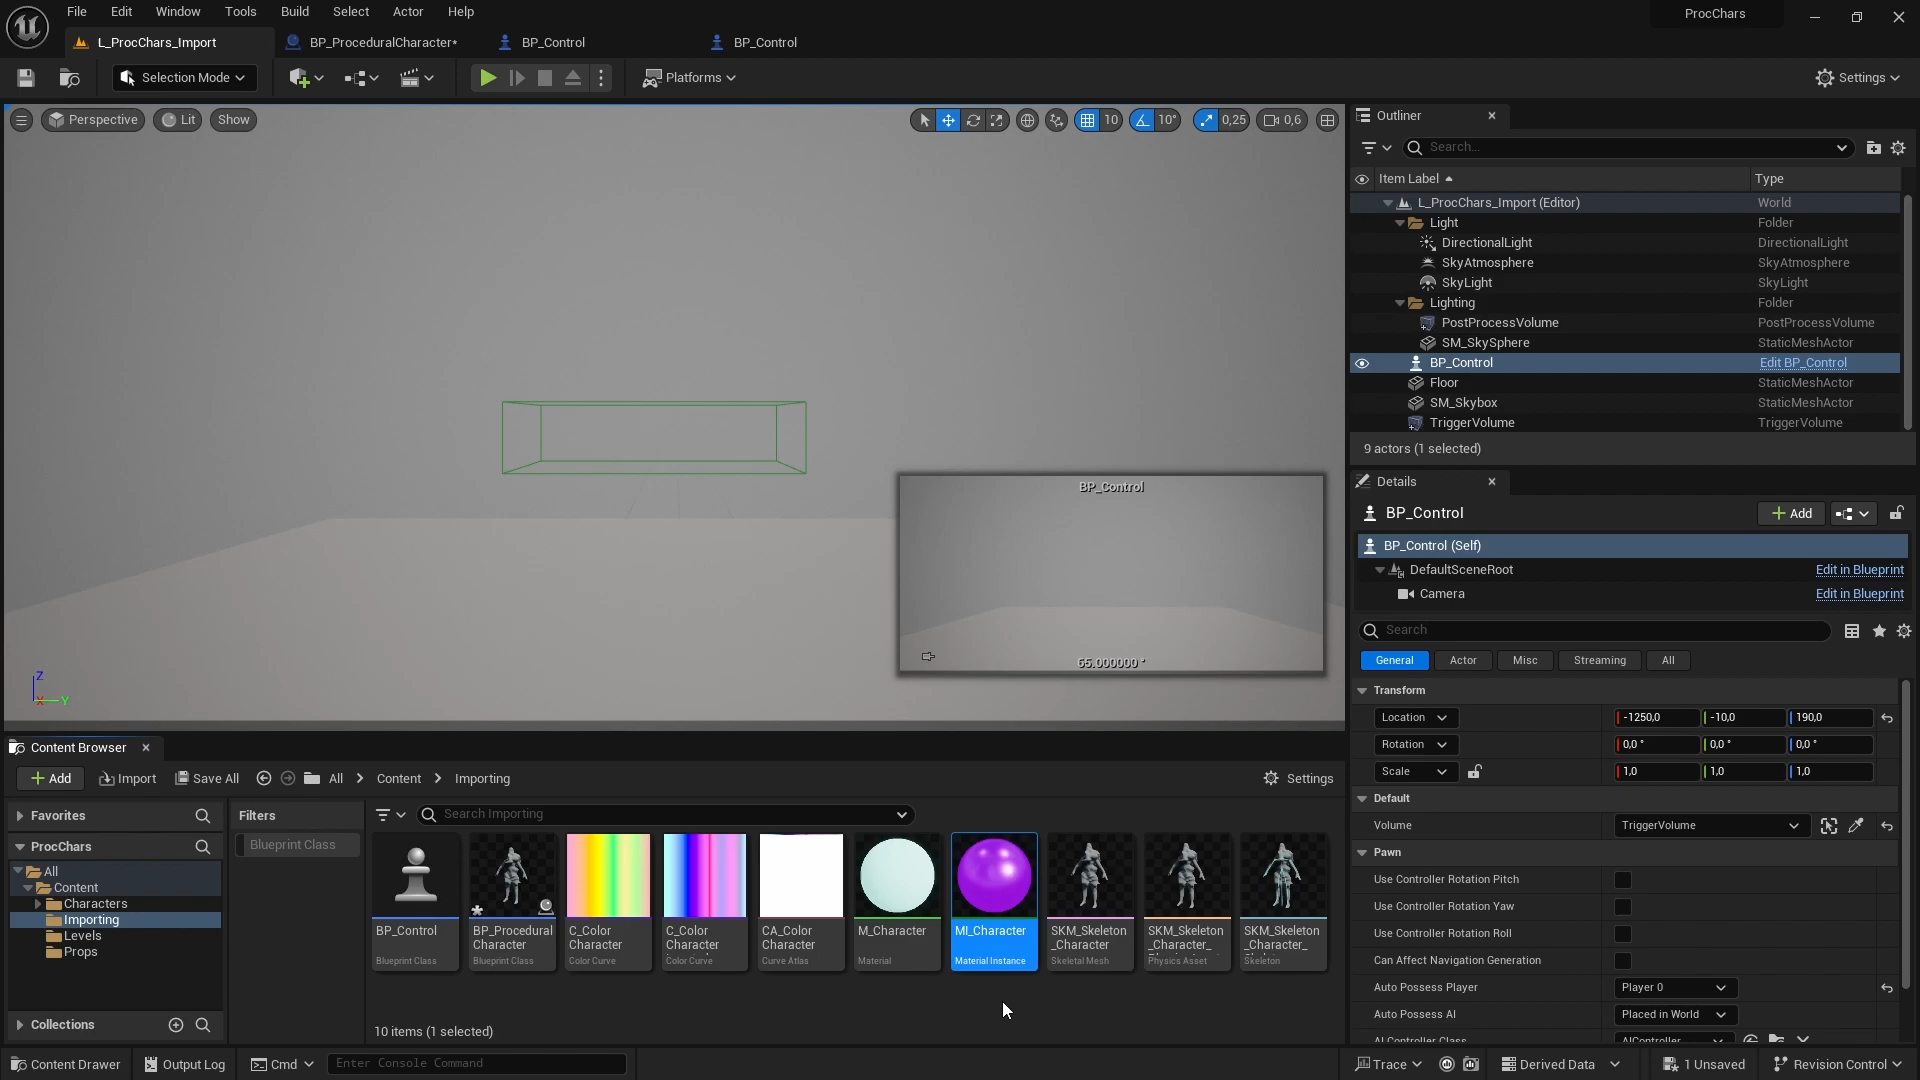 File Edit Window Tools Build Select Actor Help
ProcChars
L_ProcChars_Import
BP_ProceduralCharacter*
BP_Control
BP_Control
Selection Mode
Platforms
Settings
Perspective
Lit
Show
10
10°
0,25
0,6
BP_Control
65.000000 °
Z
X
Y
Outliner
Search...
Item Label Type
L_ProcChars_Import (Editor) World
Light Folder
DirectionalLight DirectionalLight
SkyAtmosphere SkyAtmosphere
SkyLight SkyLight
Lighting Folder
PostProcessVolume PostProcessVolume
SM_SkySphere StaticMeshActor
BP_Control Edit BP_Control
Floor StaticMeshActor
SM_Skybox StaticMeshActor
TriggerVolume TriggerVolume
9 actors (1 selected)
Details
BP_Control
Add
BP_Control (Self)
DefaultSceneRoot Edit in Blueprint
Camera Edit in Blueprint
Search
General Actor Misc Streaming All
Transform
Location -1250,0 -10,0 190,0
Rotation 0,0 ° 0,0 ° 0,0 °
Scale 1,0 1,0 1,0
Default
Volume TriggerVolume
Pawn
Use Controller Rotation Pitch
Use Controller Rotation Yaw
Use Controller Rotation Roll
Can Affect Navigation Generation
Auto Possess Player Player 0
Auto Possess AI Placed in World
AI Controller Class AIController
Content Browser
Add Import Save All All Content Importing Settings
Favorites
ProcChars
All
Content
Characters
Importing
Levels
Props
Collections
Filters
Blueprint Class
Search Importing
BP_Control
Blueprint Class
BP_Procedural
Character
Blueprint Class
C_Color
Character
Color Curve
C_Color
Character
Color Curve
CA_Color
Character
Curve Atlas
M_Character
Material
MI_Character
Material Instance
SKM_Skeleton
_Character
Skeletal Mesh
SKM_Skeleton
_Character_
Physics Asset
SKM_Skeleton
_Character_
Skeleton
10 items (1 selected)
Content Drawer
Output Log
Cmd
Enter Console Command
Trace
Derived Data
1 Unsaved
Revision Control